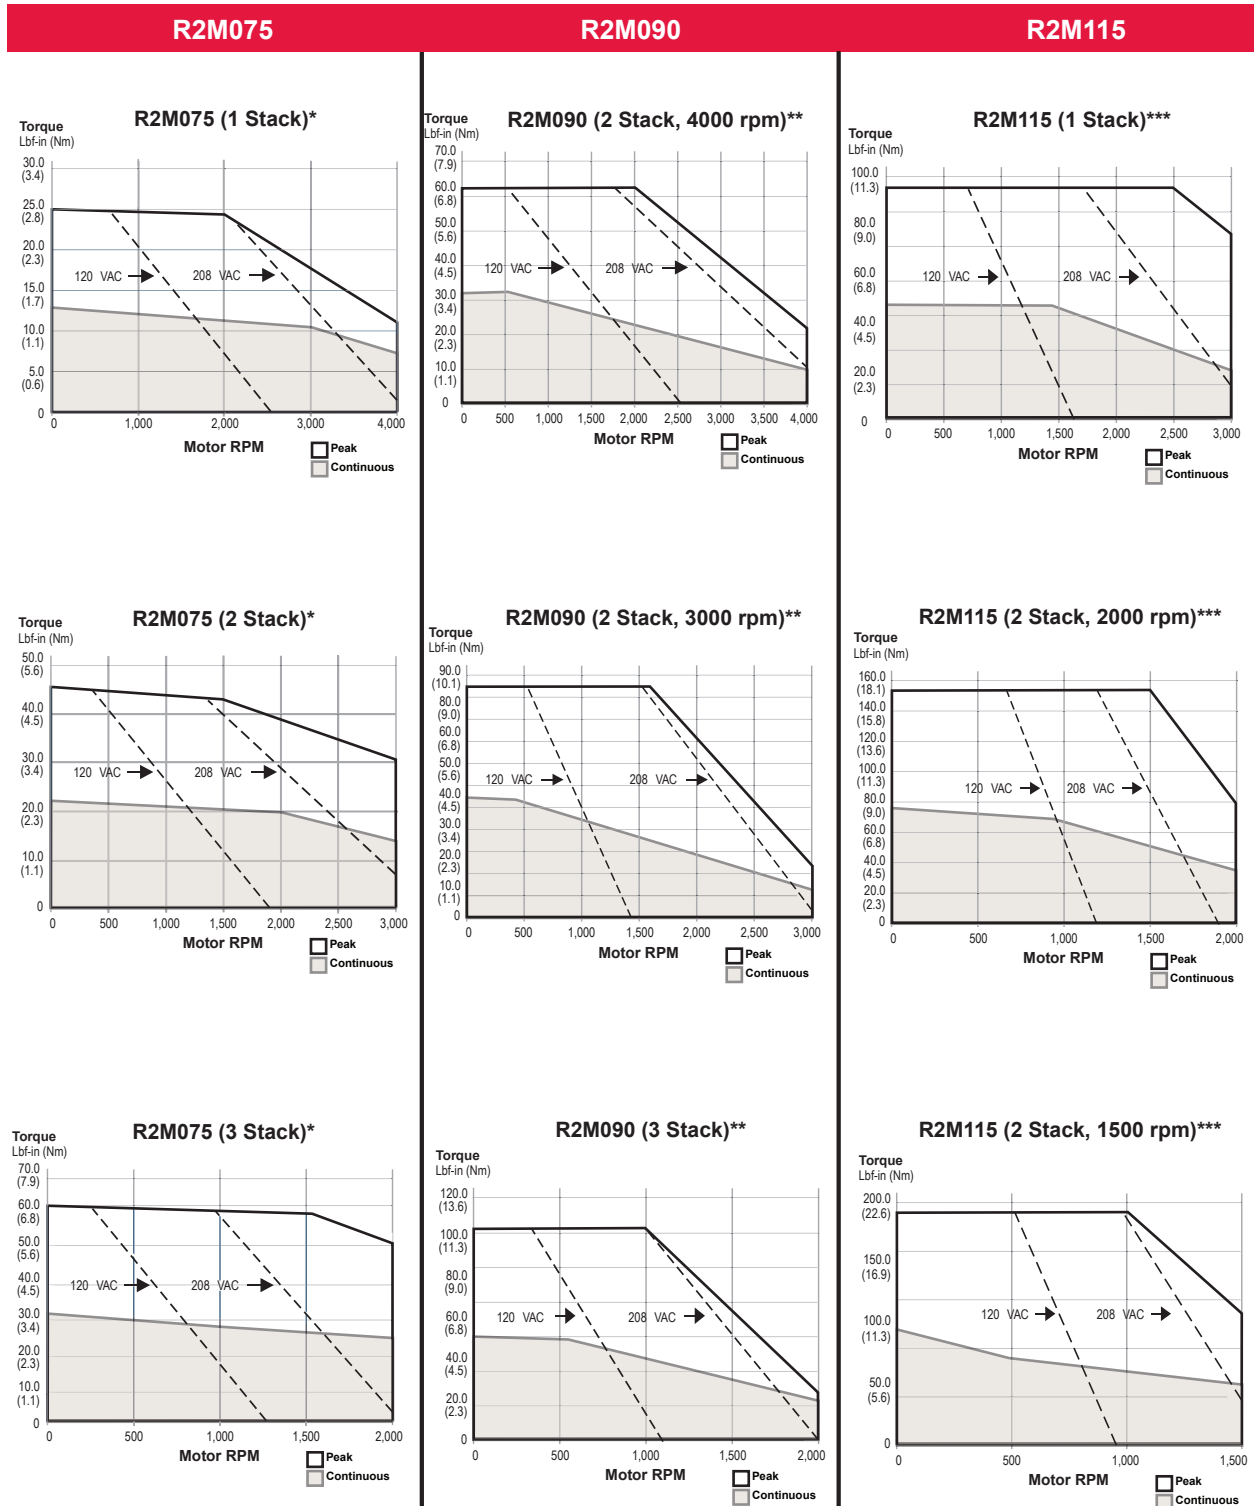 R2M075
R2M090
R2M115
R2M075 (1 Stack)*
Torque
Lbf-in (Nm)
30.0
(3.4)
25.0
(2.8)
20.0
(2.3)
15.0
(1.7)
10.0
(1.1)
5.0
(0.6)
0
120 VAC
208 VAC
0 1,000 2,000 3,000 4,000
Motor RPM
Peak
Continuous
R2M090 (2 Stack, 4000 rpm)**
Torque
Lbf-in (Nm)
70.0
(7.9)
60.0
(6.8)
50.0
(5.6)
40.0
(4.5)
30.0
(3.4)
20.0
(2.3)
10.0
(1.1)
0
120 VAC
208 VAC
0 500 1,000 1,500 2,000 3,000 3,500 4,000
Motor RPM
Peak
Continuous
R2M115 (1 Stack)***
Torque
Lbf-in (Nm)
100.0
(11.3)
80.0
(9.0)
60.0
(6.8)
40.0
(4.5)
20.0
(2.3)
0
120 VAC
208 VAC
0 500 1,000 1,500 2,000 2,500 3,000
Motor RPM
Peak
Continuous
R2M075 (2 Stack)*
Torque
Lbf-in (Nm)
50.0
(5.6)
40.0
(4.5)
30.0
(3.4)
20.0
(2.3)
10.0
(1.1)
0
120 VAC
208 VAC
0 500 1,000 1,500 2,000 2,500 3,000
Motor RPM
Peak
Continuous
R2M090 (2 Stack, 3000 rpm)**
Torque
Lbf-in (Nm)
90.0
(10.1)
80.0
(9.0)
60.0
(6.8)
50.0
(5.6)
40.0
(4.5)
30.0
(3.4)
20.0
(2.3)
10.0
(1.1)
0
120 VAC
208 VAC
0 500 1,000 1,500 2,000 2,500 3,000
Motor RPM
Peak
Continuous
R2M115 (2 Stack, 2000 rpm)***
Torque
Lbf-in (Nm)
160.0
(18.1)
140.0
(15.8)
120.0
(13.6)
100.0
(11.3)
80.0
(9.0)
60.0
(6.8)
40.0
(4.5)
20.0
(2.3)
0
120 VAC
208 VAC
0 500 1,000 1,500 2,000
Motor RPM
Peak
Continuous
R2M075 (3 Stack)*
Torque
Lbf-in (Nm)
70.0
(7.9)
60.0
(6.8)
50.0
(5.6)
40.0
(4.5)
30.0
(3.4)
20.0
(2.3)
10.0
(1.1)
0
120 VAC
208 VAC
0 500 1,000 1,500 2,000
Motor RPM
Peak
Continuous
R2M090 (3 Stack)**
Torque
Lbf-in (Nm)
120.0
(13.6)
100.0
(11.3)
80.0
(9.0)
60.0
(6.8)
40.0
(4.5)
20.0
(2.3)
0
120 VAC
208 VAC
0 500 1,000 1,500 2,000
Motor RPM
Peak
Continuous
R2M115 (2 Stack, 1500 rpm)***
Torque
Lbf-in (Nm)
200.0
(22.6)
150.0
(16.9)
100.0
(11.3)
50.0
(5.6)
0
120 VAC
208 VAC
0 500 1,000 1,500
Motor RPM
Peak
Continuous